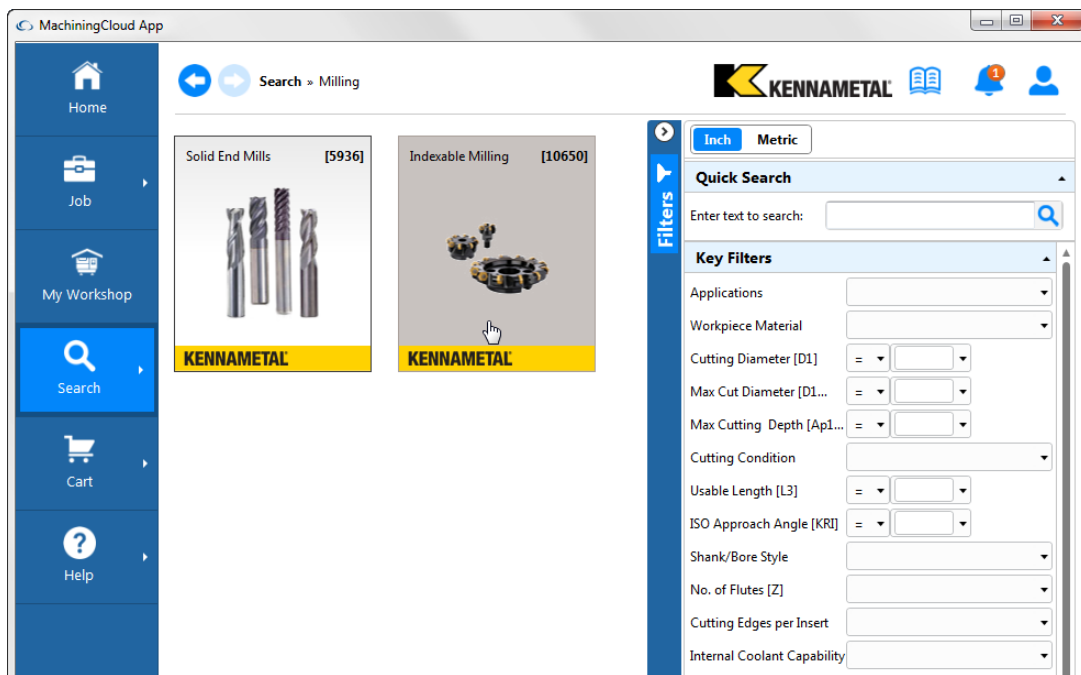 MachiningCloud App
Home
Job
My Workshop
Search
Cart
Help
Search » Milling
KENNAMETAL
1
Solid End Mills [5936]
KENNAMETAL
Indexable Milling [10650]
KENNAMETAL
Filters
Inch Metric
Quick Search
Enter text to search:
Key Filters
Applications
Workpiece Material
Cutting Diameter [D1] =
Max Cut Diameter [D1... =
Max Cutting Depth [Ap1... =
Cutting Condition
Usable Length [L3] =
ISO Approach Angle [KRI] =
Shank/Bore Style
No. of Flutes [Z]
Cutting Edges per Insert
Internal Coolant Capability